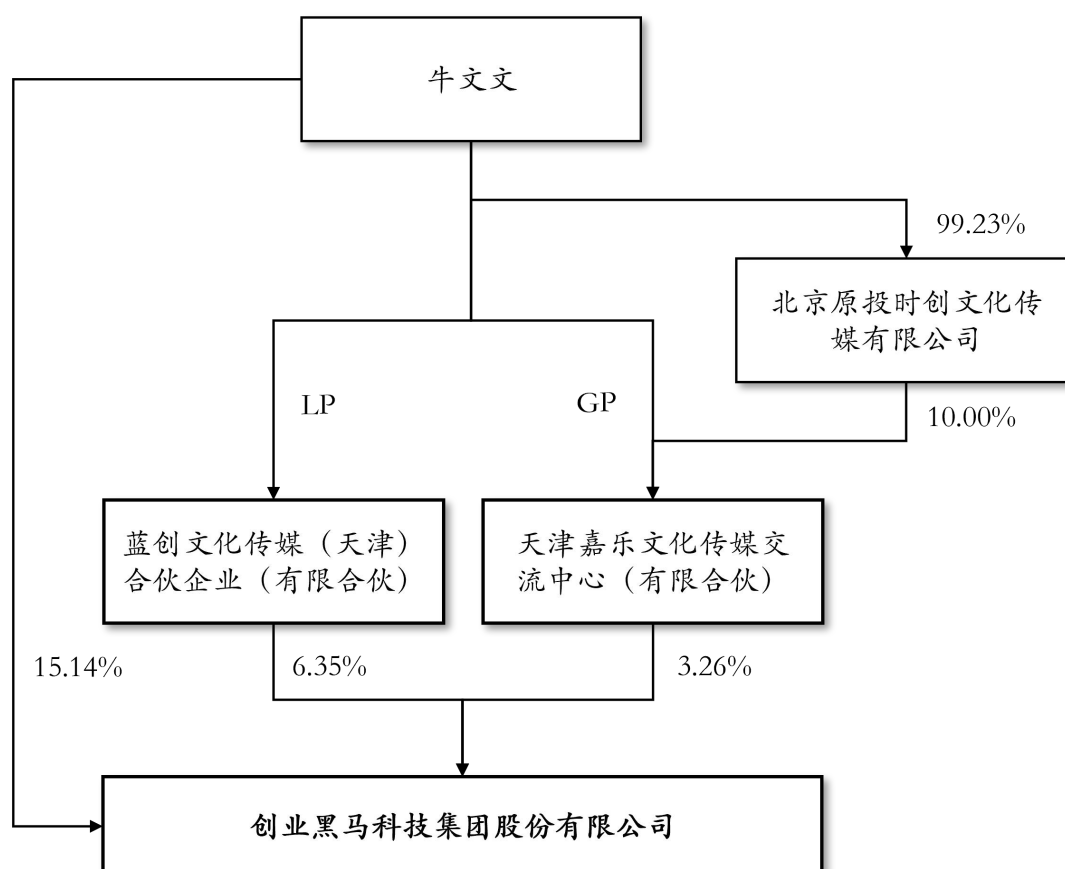 牛文文
99.23%
北京原投时创文化传
媒有限公司
LP
GP
10.00%
蓝创文化传媒（天津）
合伙企业（有限合伙）
天津嘉乐文化传媒交
流中心（有限合伙）
15.14%
6.35%
3.26%
创业黑马科技集团股份有限公司